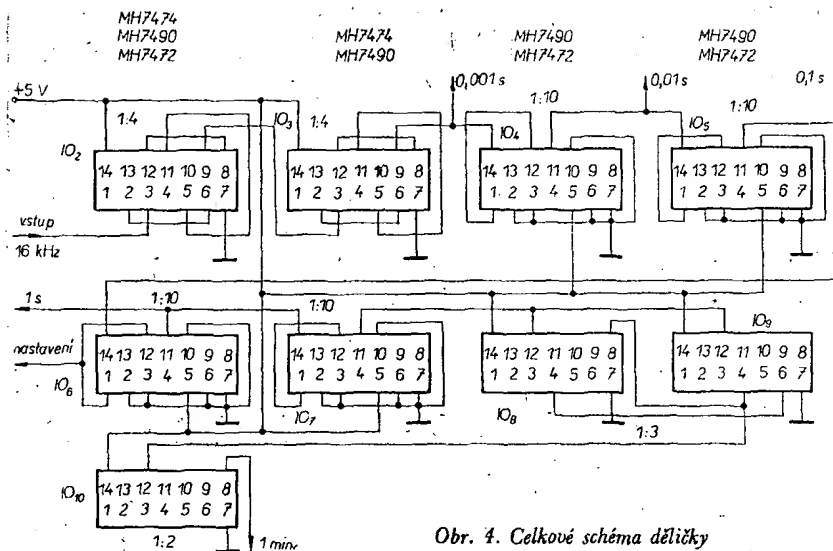 MH7474
MH7490
MH7472
MH7474
MH7490
MH7490
MH7472
MH7490
MH7472
+5 V
0,001 s
0,01 s
0,1 s
1:4
IO3
1:4
1:10
1:10
IO2
IO4
IO5
14 13 12 11 10 9 8
1 2 3 4 5 6 7
14 13 12 11 10 9 8
1 2 3 4 5 6 7
14 13 12 11 10 9 8
1 2 3 4 5 6 7
14 13 12 11 10 9 8
1 2 3 4 5 6 7
vstup
16 kHz
1 s
1:10
1:10
IO9
nastavení
14 13 12 11 10 9 8
1 2 3 4 5 6 7
14 13 12 11 10 9 8
1 2 3 4 5 6 7
14 13 12 11 10 9 8
1 2 3 4 5 6 7
14 13 12 11 10 9 8
1 2 3 4 5 6 7
IO6
IO7
IO8
1:3
IO10
14 13 12 11 10 9 8
1 2 3 4 5 6 7
1:2
Obr. 4. Celkové schéma děličky